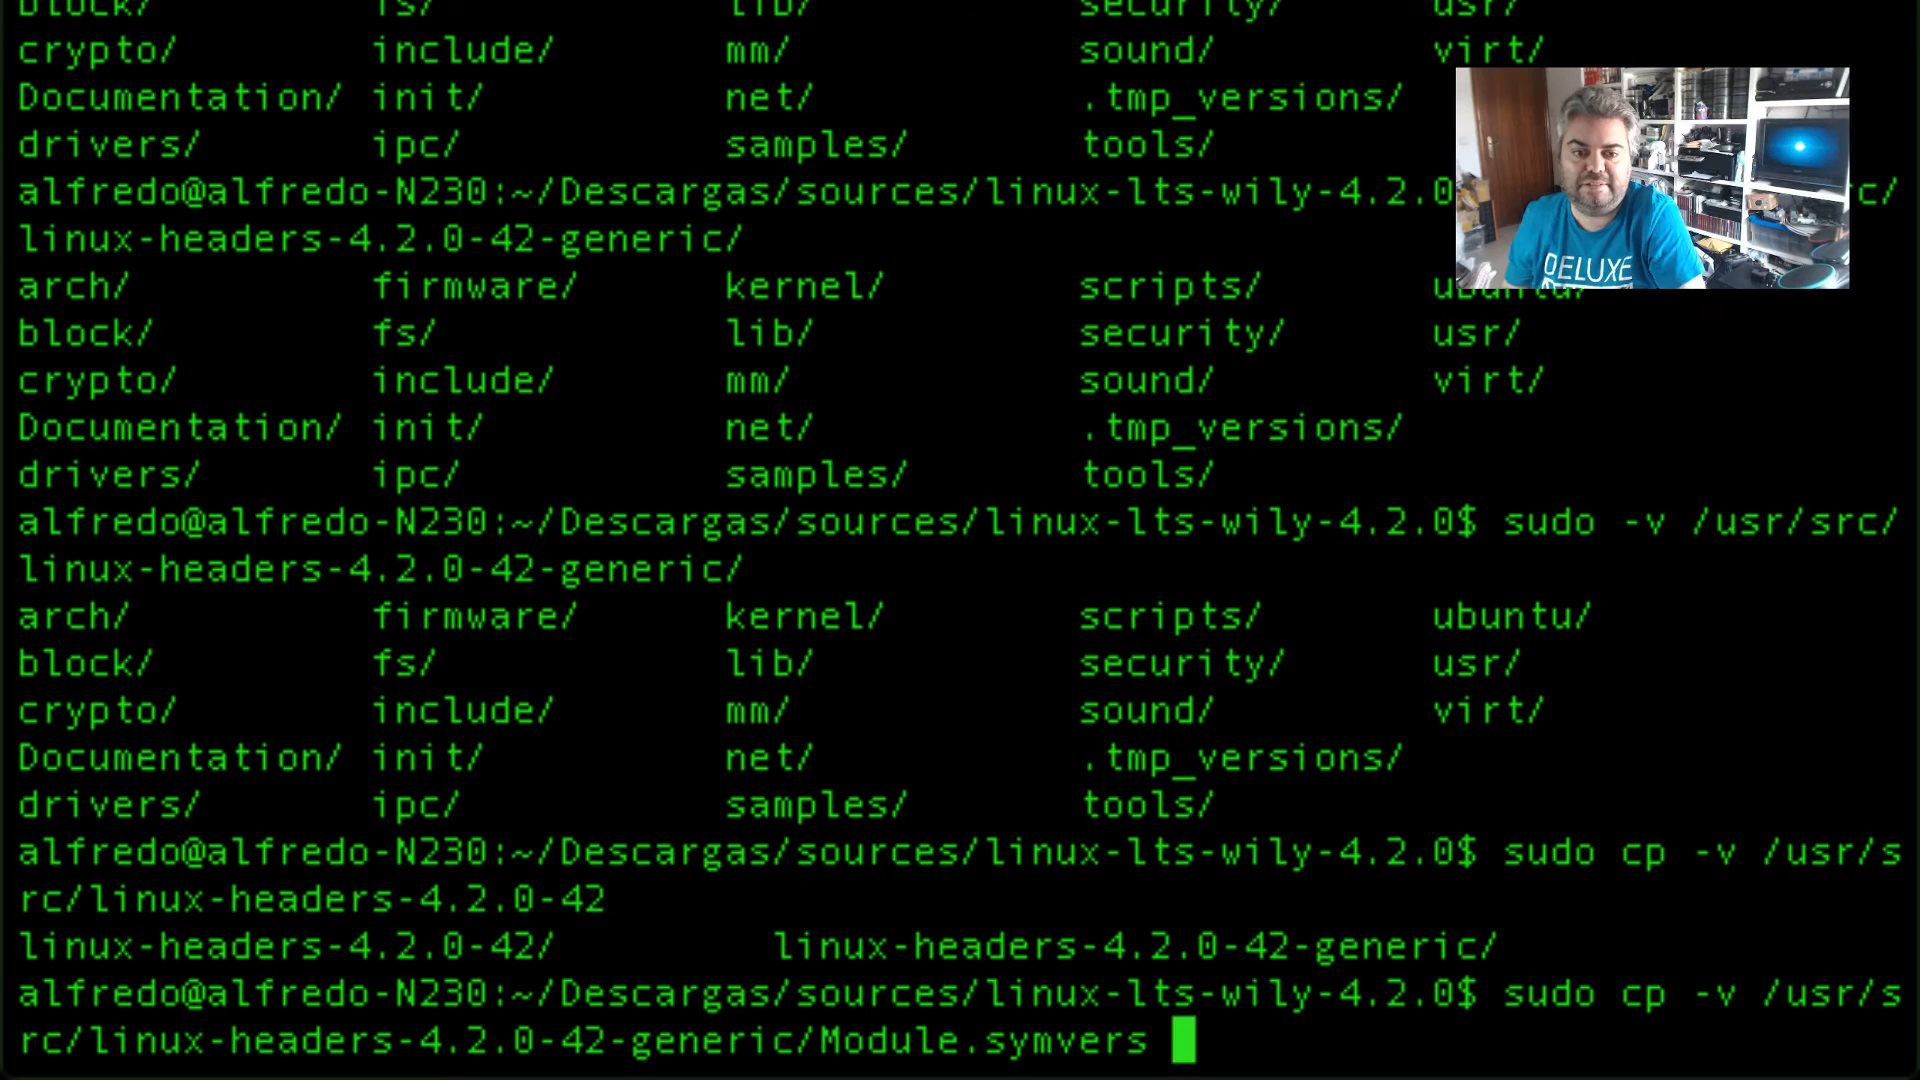 block/ fs/ lib/ security/ usr/
crypto/ include/ mm/ sound/ virt/
Documentation/ init/ net/ .tmp_versions/
drivers/ ipc/ samples/ tools/
alfredo@alfredo-N230:~/Descargas/sources/linux-lts-wily-4.2.0 c/
linux-headers-4.2.0-42-generic/
arch/ firmware/ kernel/ scripts/ ubuntu/
block/ fs/ lib/ security/ usr/
crypto/ include/ mm/ sound/ virt/
Documentation/ init/ net/ .tmp_versions/
drivers/ ipc/ samples/ tools/
alfredo@alfredo-N230:~/Descargas/sources/linux-lts-wily-4.2.0$ sudo -v /usr/src/
linux-headers-4.2.0-42-generic/
arch/ firmware/ kernel/ scripts/ ubuntu/
block/ fs/ lib/ security/ usr/
crypto/ include/ mm/ sound/ virt/
Documentation/ init/ net/ .tmp_versions/
drivers/ ipc/ samples/ tools/
alfredo@alfredo-N230:~/Descargas/sources/linux-lts-wily-4.2.0$ sudo cp -v /usr/s
rc/linux-headers-4.2.0-42
linux-headers-4.2.0-42/ linux-headers-4.2.0-42-generic/
alfredo@alfredo-N230:~/Descargas/sources/linux-lts-wily-4.2.0$ sudo cp -v /usr/s
rc/linux-headers-4.2.0-42-generic/Module.symvers
DELUXE